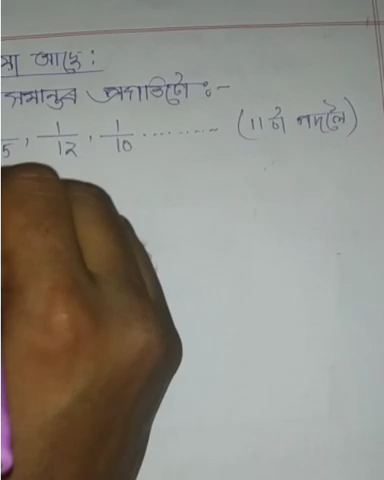 আছে :
সমান্তৰ প্ৰগতিটো :-
5, 1/12, 1/10 ......... (11 টা পদলৈ)